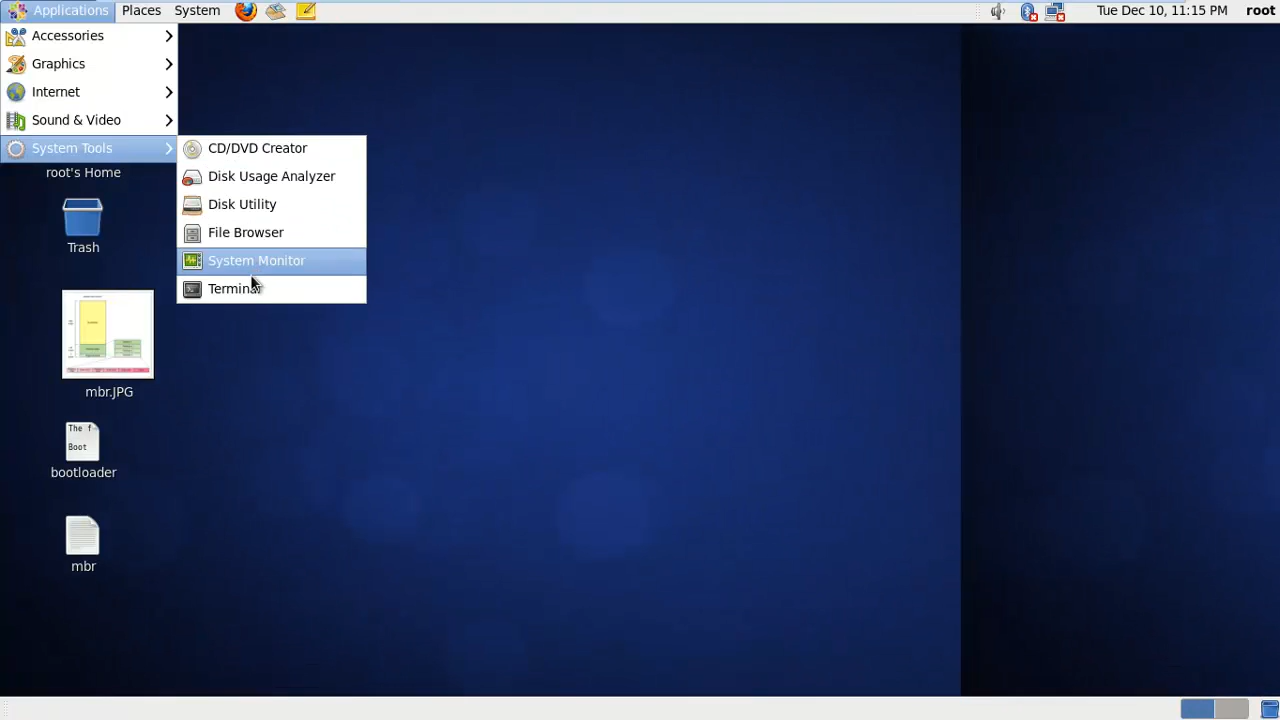 Applications Places System Tue Dec 10, 11:15 PM root
Accessories
Graphics
Internet
Sound & Video
System Tools
CD/DVD Creator
Disk Usage Analyzer
Disk Utility
File Browser
System Monitor
Terminal
root's Home
Trash
mbr.JPG
The f
Boot
bootloader
mbr